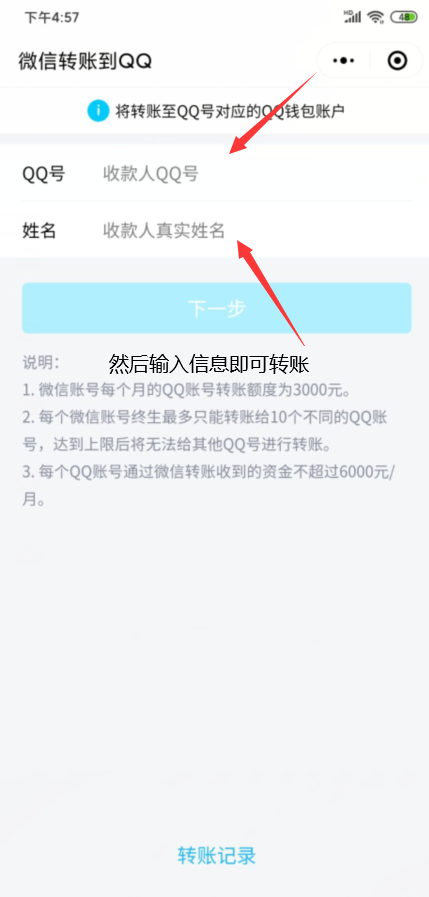 下午4:57
HD
48
微信转账到QQ
将转账至QQ号对应的QQ钱包账户
QQ号 收款人QQ号
姓名 收款人真实姓名
下一步
说明：
然后输入信息即可转账
1. 微信账号每个月的QQ账号转账额度为3000元。
2. 每个微信账号终生最多只能转账给10个不同的QQ账
号，达到上限后将无法给其他QQ号进行转账。
3. 每个QQ账号通过微信转账收到的资金不超过6000元/
月。
转账记录